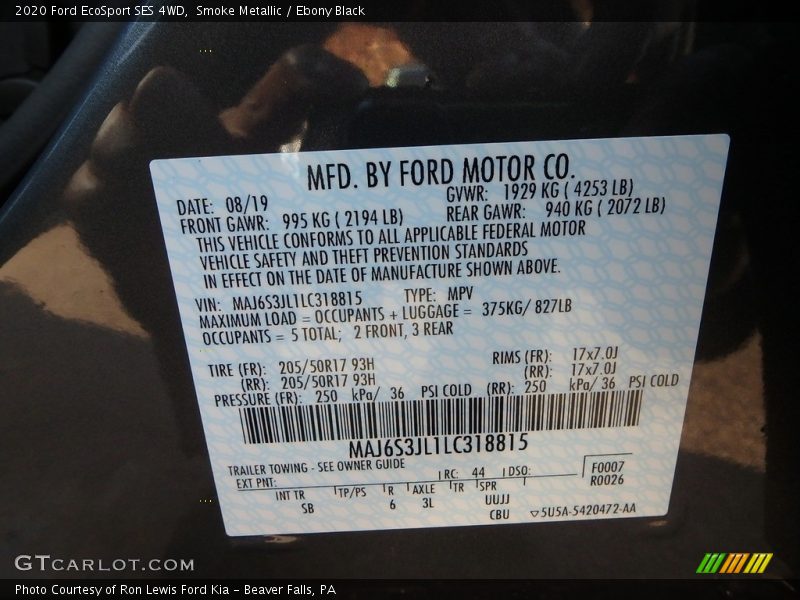 2020 Ford EcoSport SES 4WD,  Smoke Metallic / Ebony Black
MFD. BY FORD MOTOR CO.
DATE: 08/19 GVWR: 1929 KG ( 4253 LB)
FRONT GAWR: 995 KG ( 2194 LB) REAR GAWR: 940 KG ( 2072 LB)
THIS VEHICLE CONFORMS TO ALL APPLICABLE FEDERAL MOTOR
VEHICLE SAFETY AND THEFT PREVENTION STANDARDS
IN EFFECT ON THE DATE OF MANUFACTURE SHOWN ABOVE.
VIN: MAJ6S3JL1LC318815 TYPE: MPV
MAXIMUM LOAD = OCCUPANTS + LUGGAGE = 375KG/ 827LB
OCCUPANTS = 5 TOTAL; 2 FRONT, 3 REAR
TIRE (FR): 205/50R17 93H RIMS (FR): 17x7.0J
(RR): 205/50R17 93H (RR): 17x7.0J
PRESSURE (FR): 250 kPa/ 36 PSI COLD (RR): 250 kPa/ 36 PSI COLD
MAJ6S3JL1LC318815
TRAILER TOWING - SEE OWNER GUIDE
EXT PNT: RC: 44 DSO: F0007
R0026
INT TR TP/PS R AXLE TR SPR
SB 6 3L UUJJ
CBU ▽5U5A-5420472-AA
GTCARLOT.COM
Photo Courtesy of Ron Lewis Ford Kia - Beaver Falls, PA